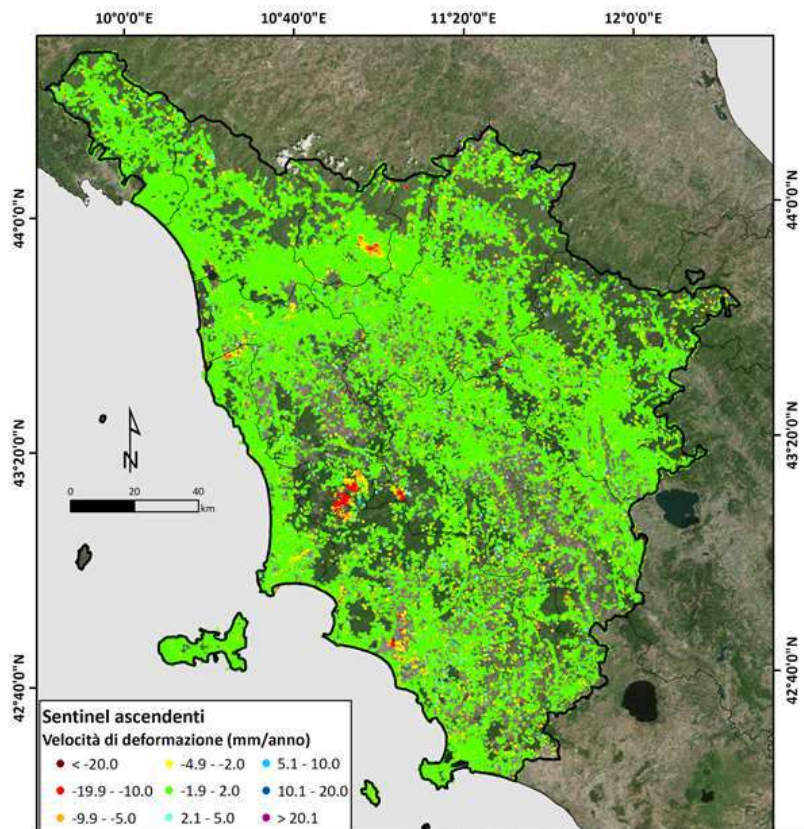 10°0'0"E 10°40'0"E 11°20'0"E 12°0'0"E
44°0'0"N
44°0'0"N
43°20'0"N
43°20'0"N
42°40'0"N
42°40'0"N
N
0 20 40
km
Sentinel ascendenti
Velocità di deformazione (mm/anno)
< -20.0 -4.9 - -2.0 5.1 - 10.0
-19.9 - -10.0 -1.9 - 2.0 10.1 - 20.0
-9.9 - -5.0 2.1 - 5.0 > 20.1